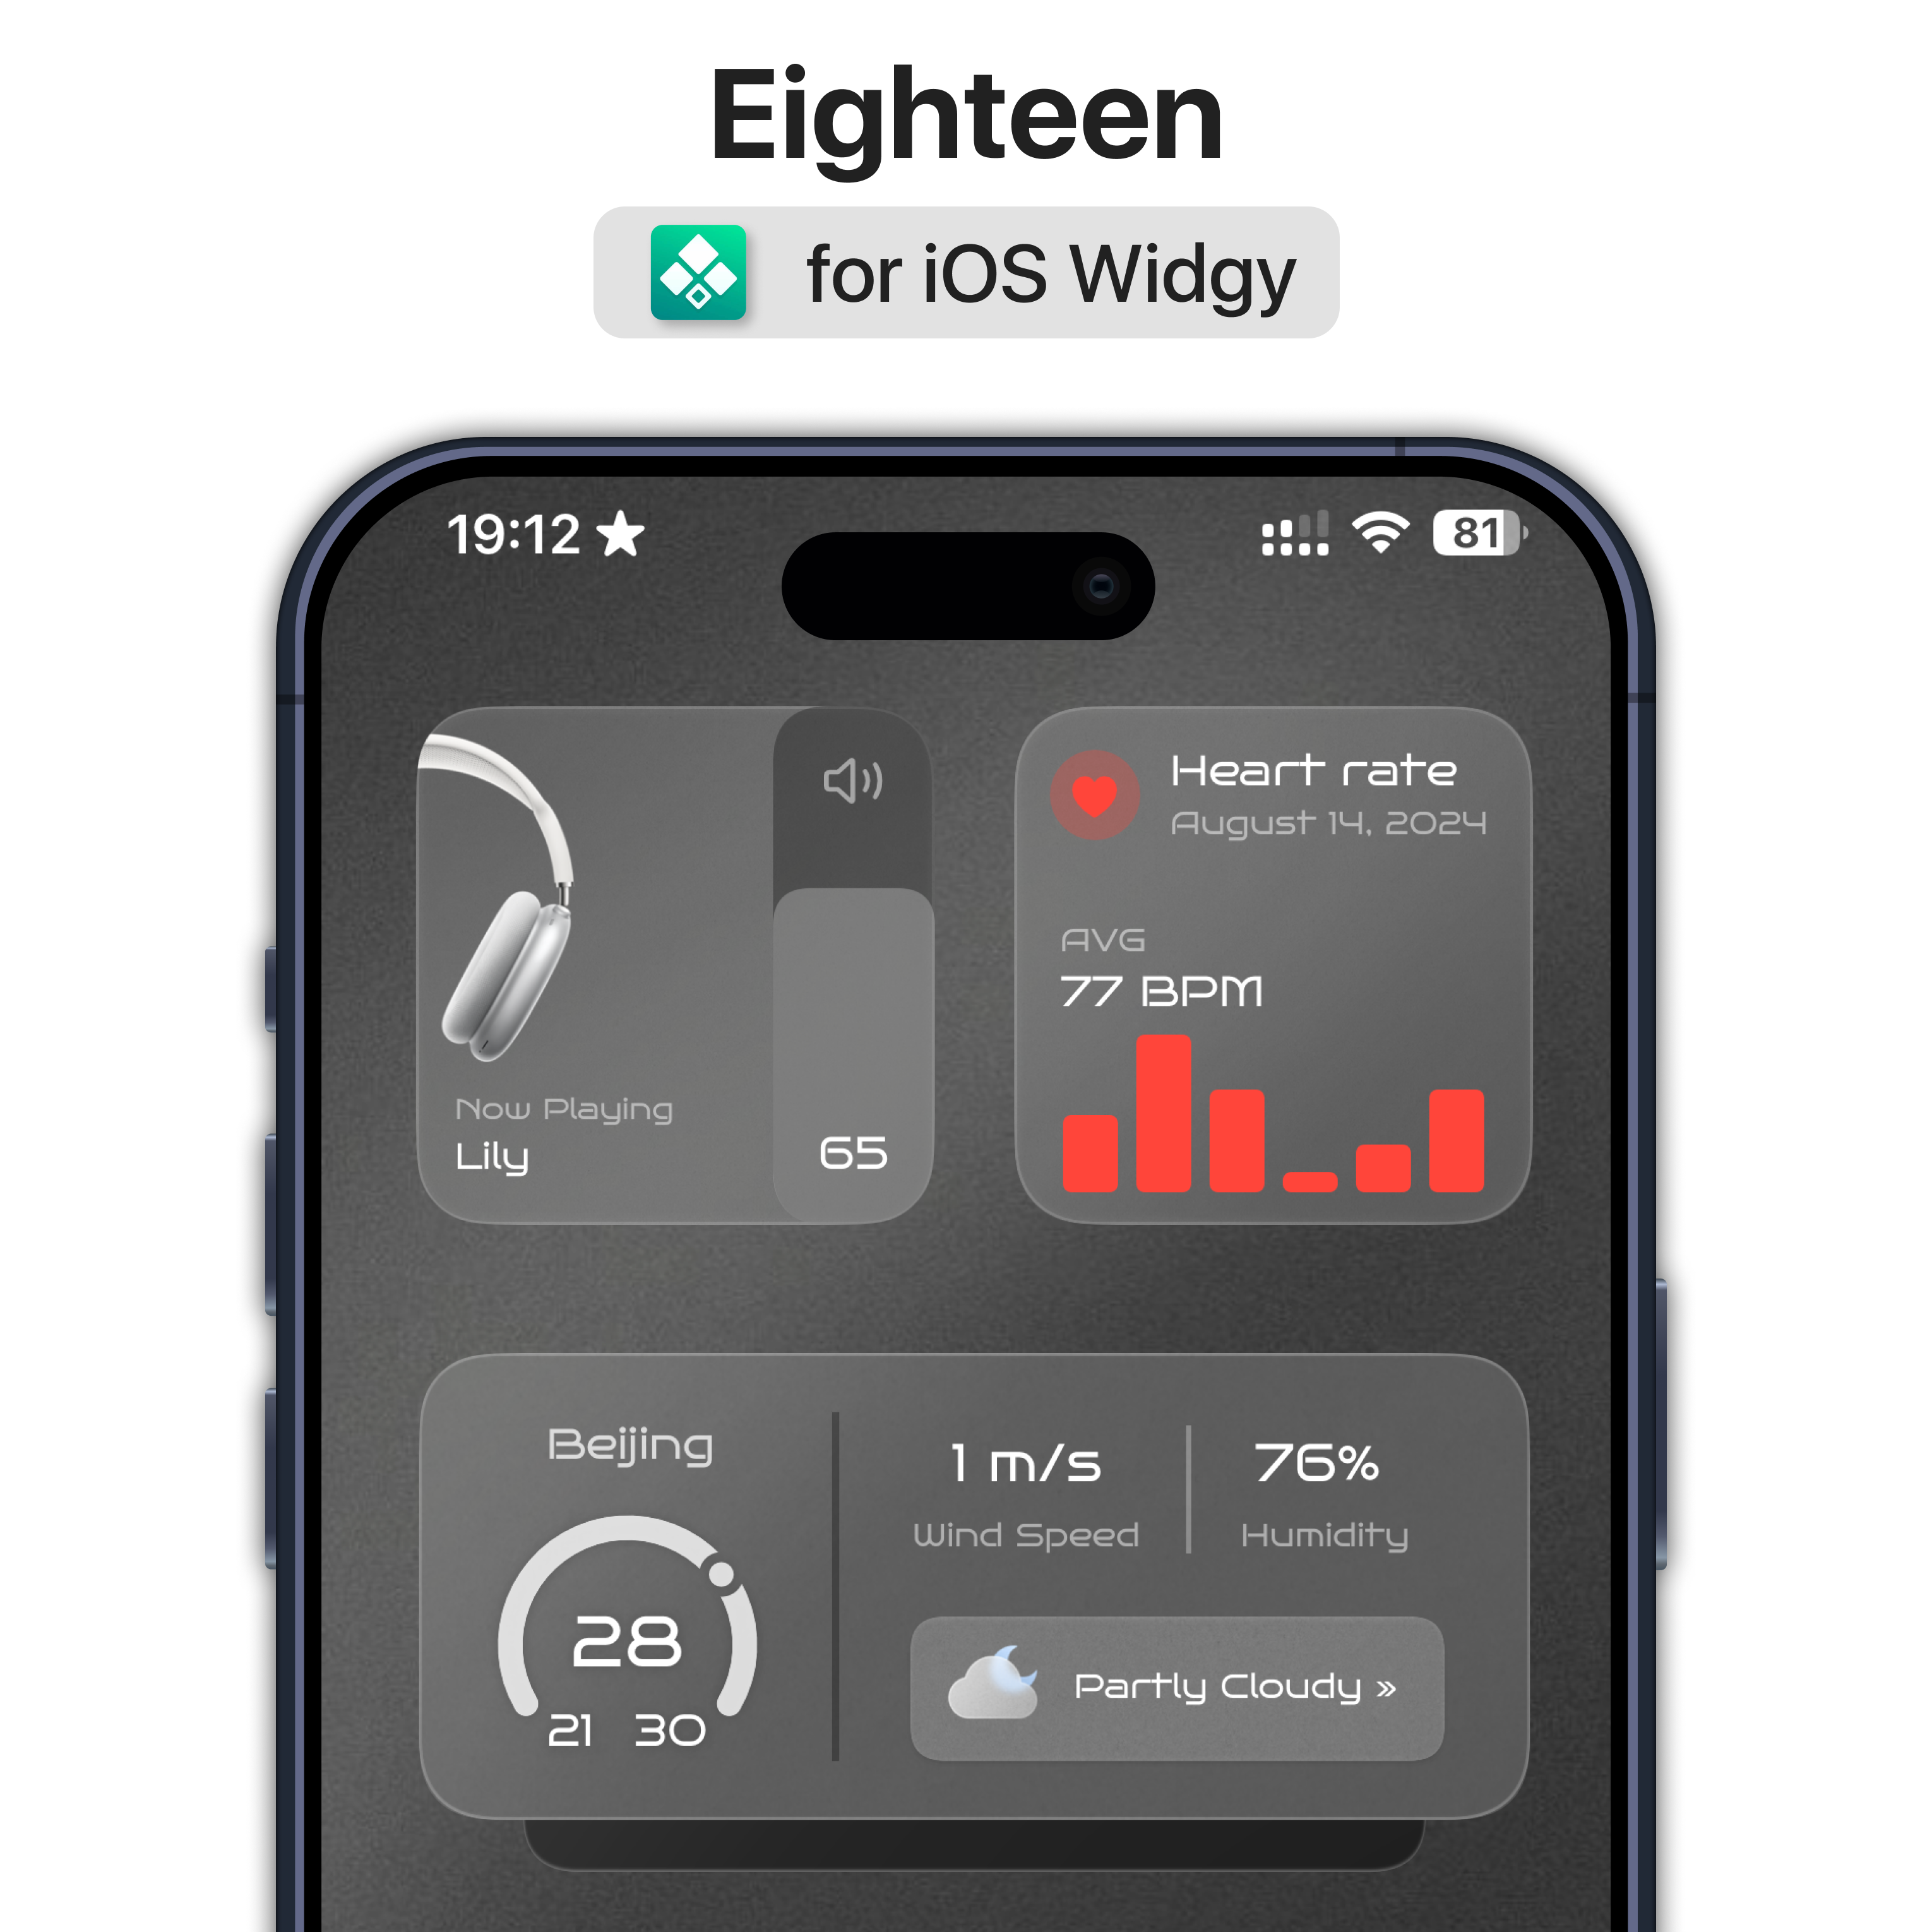 Eighteen
for iOS Widgy
19:12
81
Heart rate
August 14, 2024
AVG
77 BPM
Now Playing
Lily
65
Beijing
28
21 30
1 m/s
Wind Speed
76%
Humidity
Partly Cloudy »